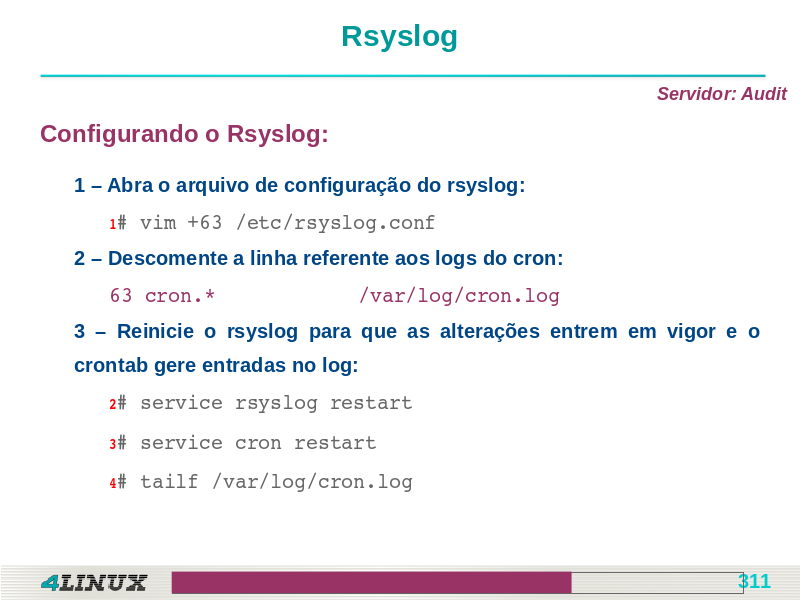 Rsyslog
Servidor: Audit
Configurando o Rsyslog:
1 – Abra o arquivo de configuração do rsyslog:
1# vim +63 /etc/rsyslog.conf
2 – Descomente a linha referente aos logs do cron:
63 cron.* /var/log/cron.log
3 – Reinicie o rsyslog para que as alterações entrem em vigor e o
crontab gere entradas no log:
2# service rsyslog restart
3# service cron restart
4# tailf /var/log/cron.log
4LINUX
311